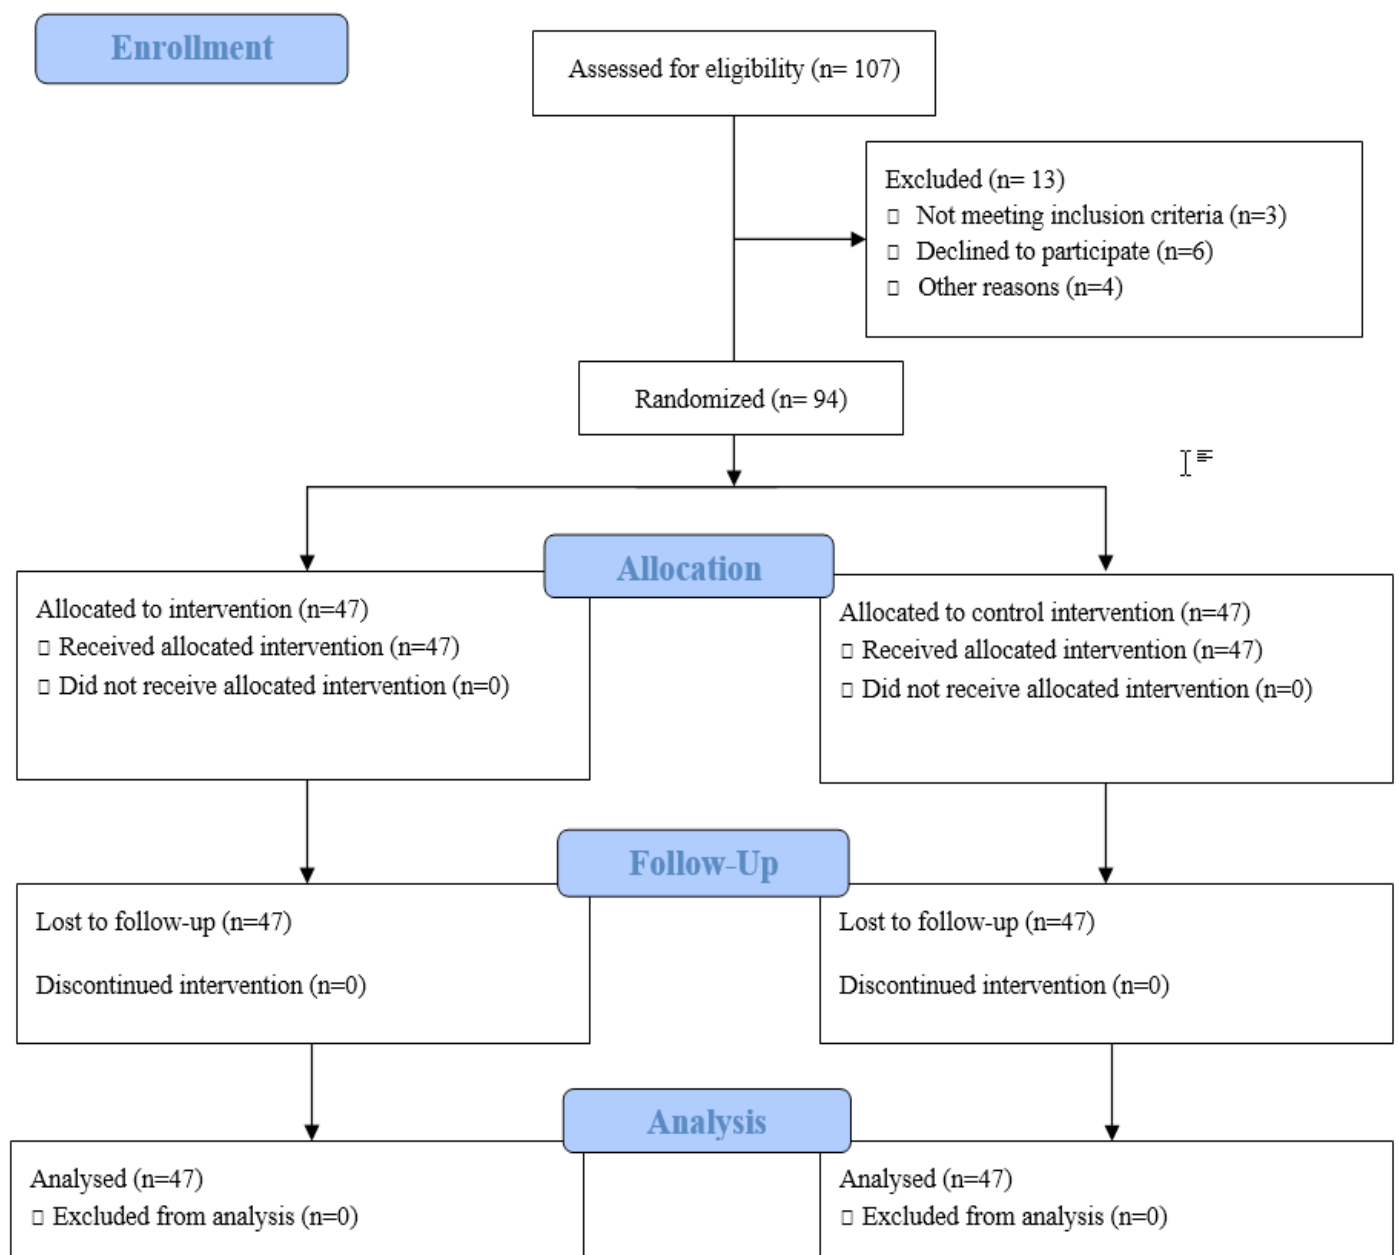 Enrollment
Assessed for eligibility (n= 107)
Excluded (n= 13)
▯ Not meeting inclusion criteria (n=3)
▯ Declined to participate (n=6)
▯ Other reasons (n=4)
Randomized (n= 94)
Allocation
Allocated to intervention (n=47)
▯ Received allocated intervention (n=47)
▯ Did not receive allocated intervention (n=0)
Allocated to control intervention (n=47)
▯ Received allocated intervention (n=47)
▯ Did not receive allocated intervention (n=0)
Follow-Up
Lost to follow-up (n=47)
Discontinued intervention (n=0)
Lost to follow-up (n=47)
Discontinued intervention (n=0)
Analysis
Analysed (n=47)
▯ Excluded from analysis (n=0)
Analysed (n=47)
▯ Excluded from analysis (n=0)